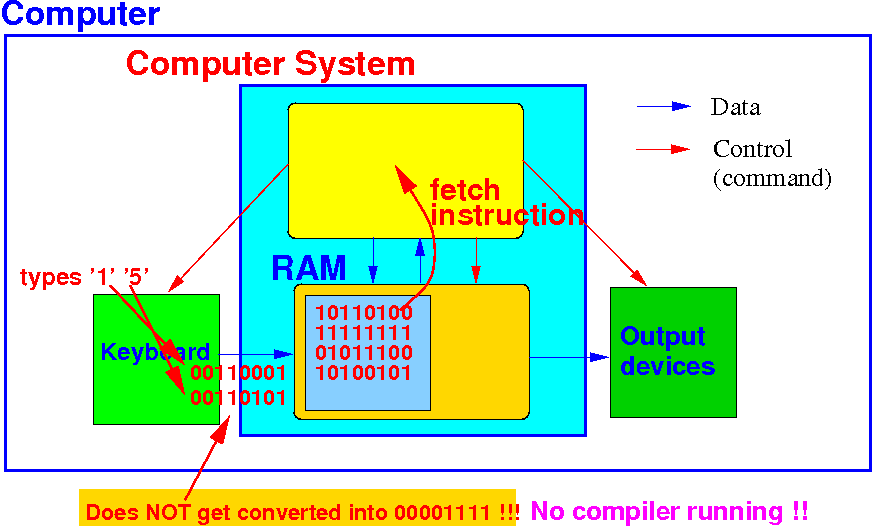 Computer
Computer System
Data
Control
(command)
fetch
instruction
RAM
types '1' '5'
10110100
11111111
01011100
10100101
Keyboard
00110001
00110101
Output
devices
Does NOT get converted into 00001111 !!!
No compiler running !!